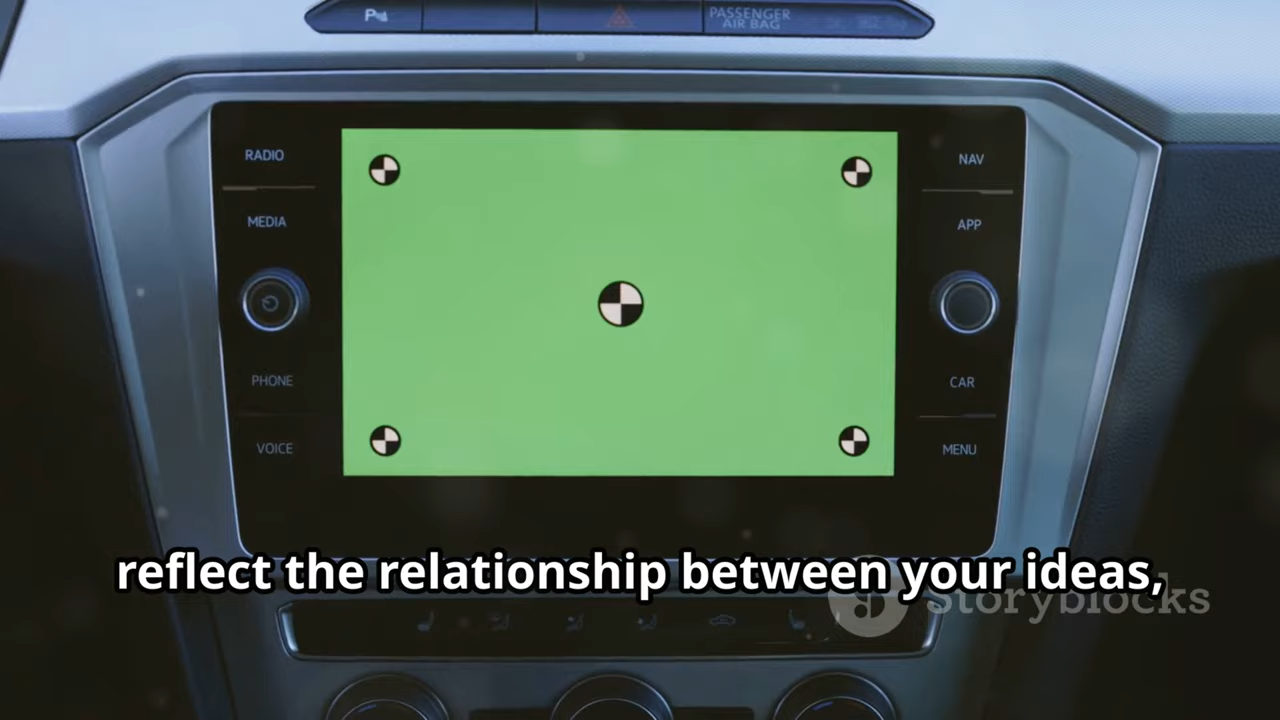 PASSENGER
AIR BAG
RADIO
NAV
MEDIA
APP
PHONE
CAR
VOICE
MENU
reflect the relationship between your ideas,
Storyblocks